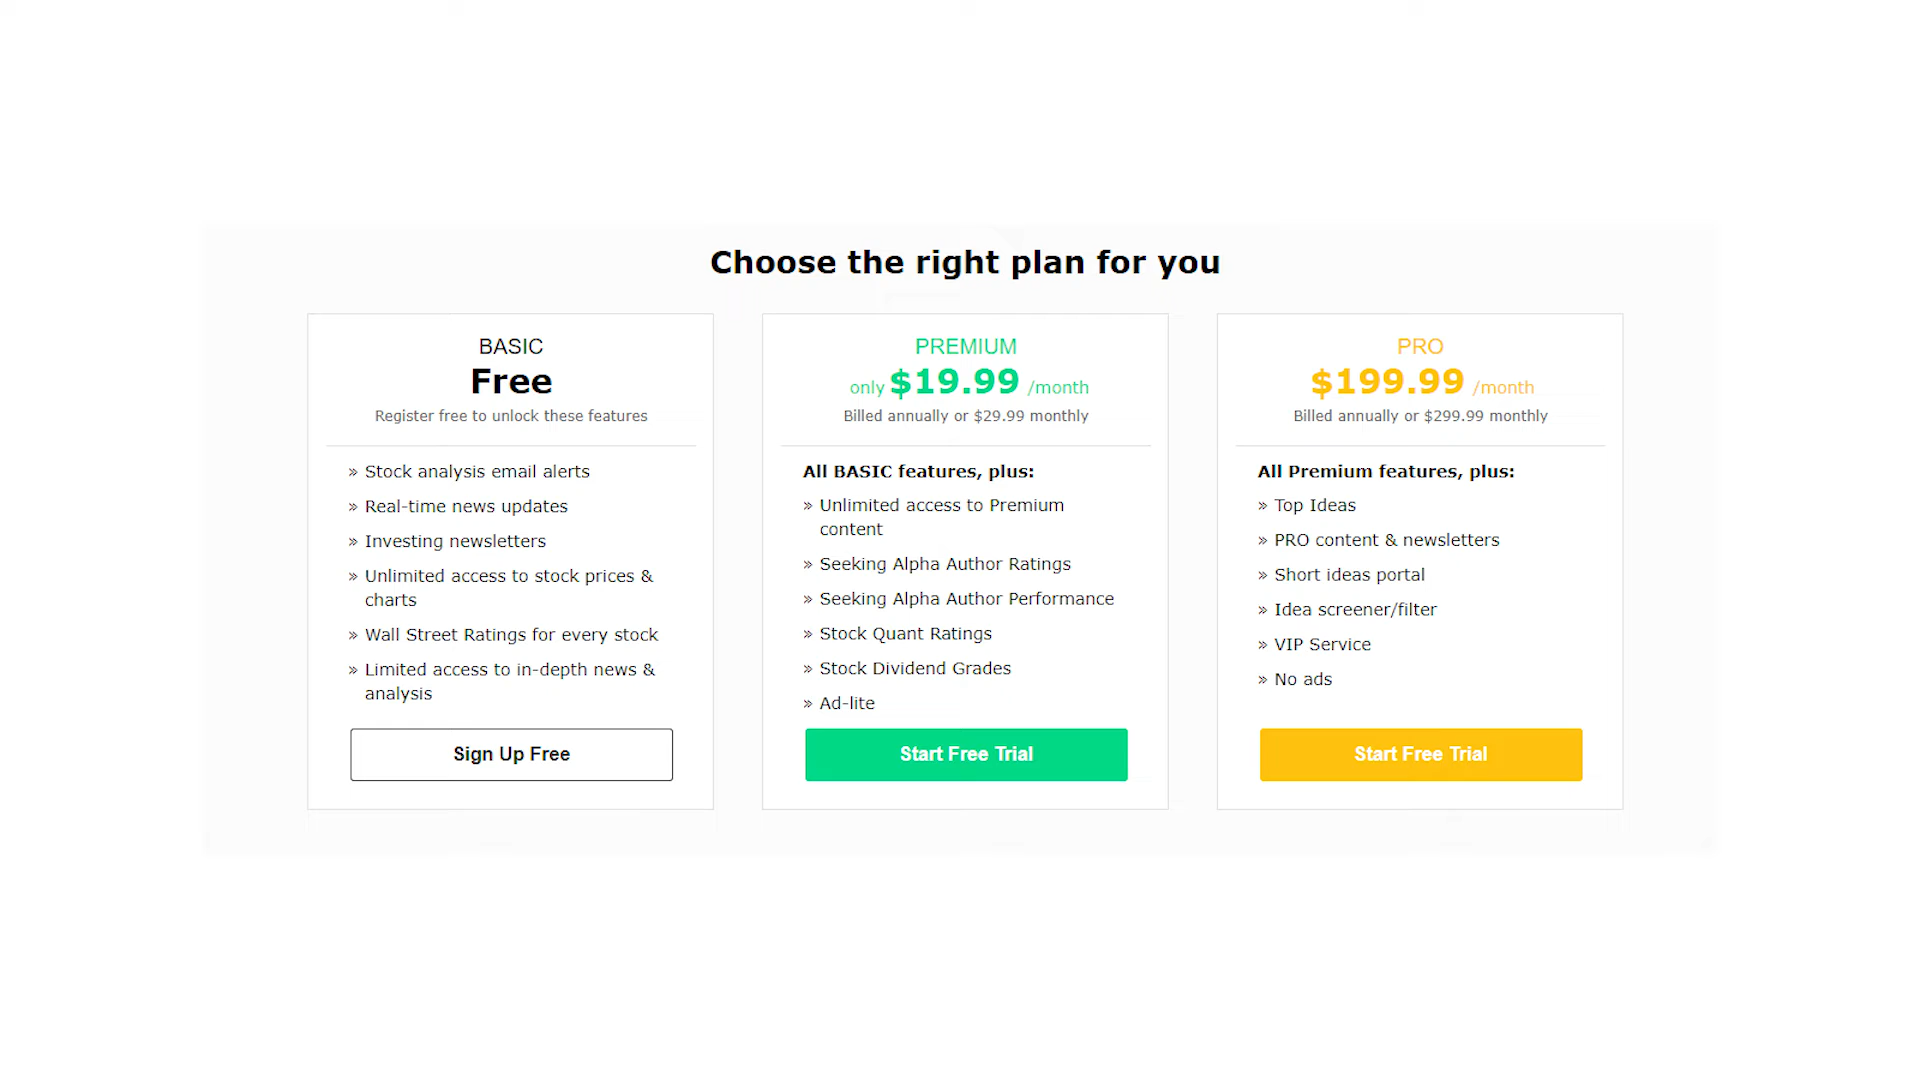 Choose the right plan for you
BASIC
Free
Register free to unlock these features
» Stock analysis email alerts
» Real-time news updates
» Investing newsletters
» Unlimited access to stock prices &
charts
» Wall Street Ratings for every stock
» Limited access to in-depth news &
analysis
Sign Up Free
PREMIUM
only $19.99 /month
Billed annually or $29.99 monthly
All BASIC features, plus:
» Unlimited access to Premium
content
» Seeking Alpha Author Ratings
» Seeking Alpha Author Performance
» Stock Quant Ratings
» Stock Dividend Grades
» Ad-lite
Start Free Trial
PRO
$199.99 /month
Billed annually or $299.99 monthly
All Premium features, plus:
» Top Ideas
» PRO content & newsletters
» Short ideas portal
» Idea screener/filter
» VIP Service
» No ads
Start Free Trial